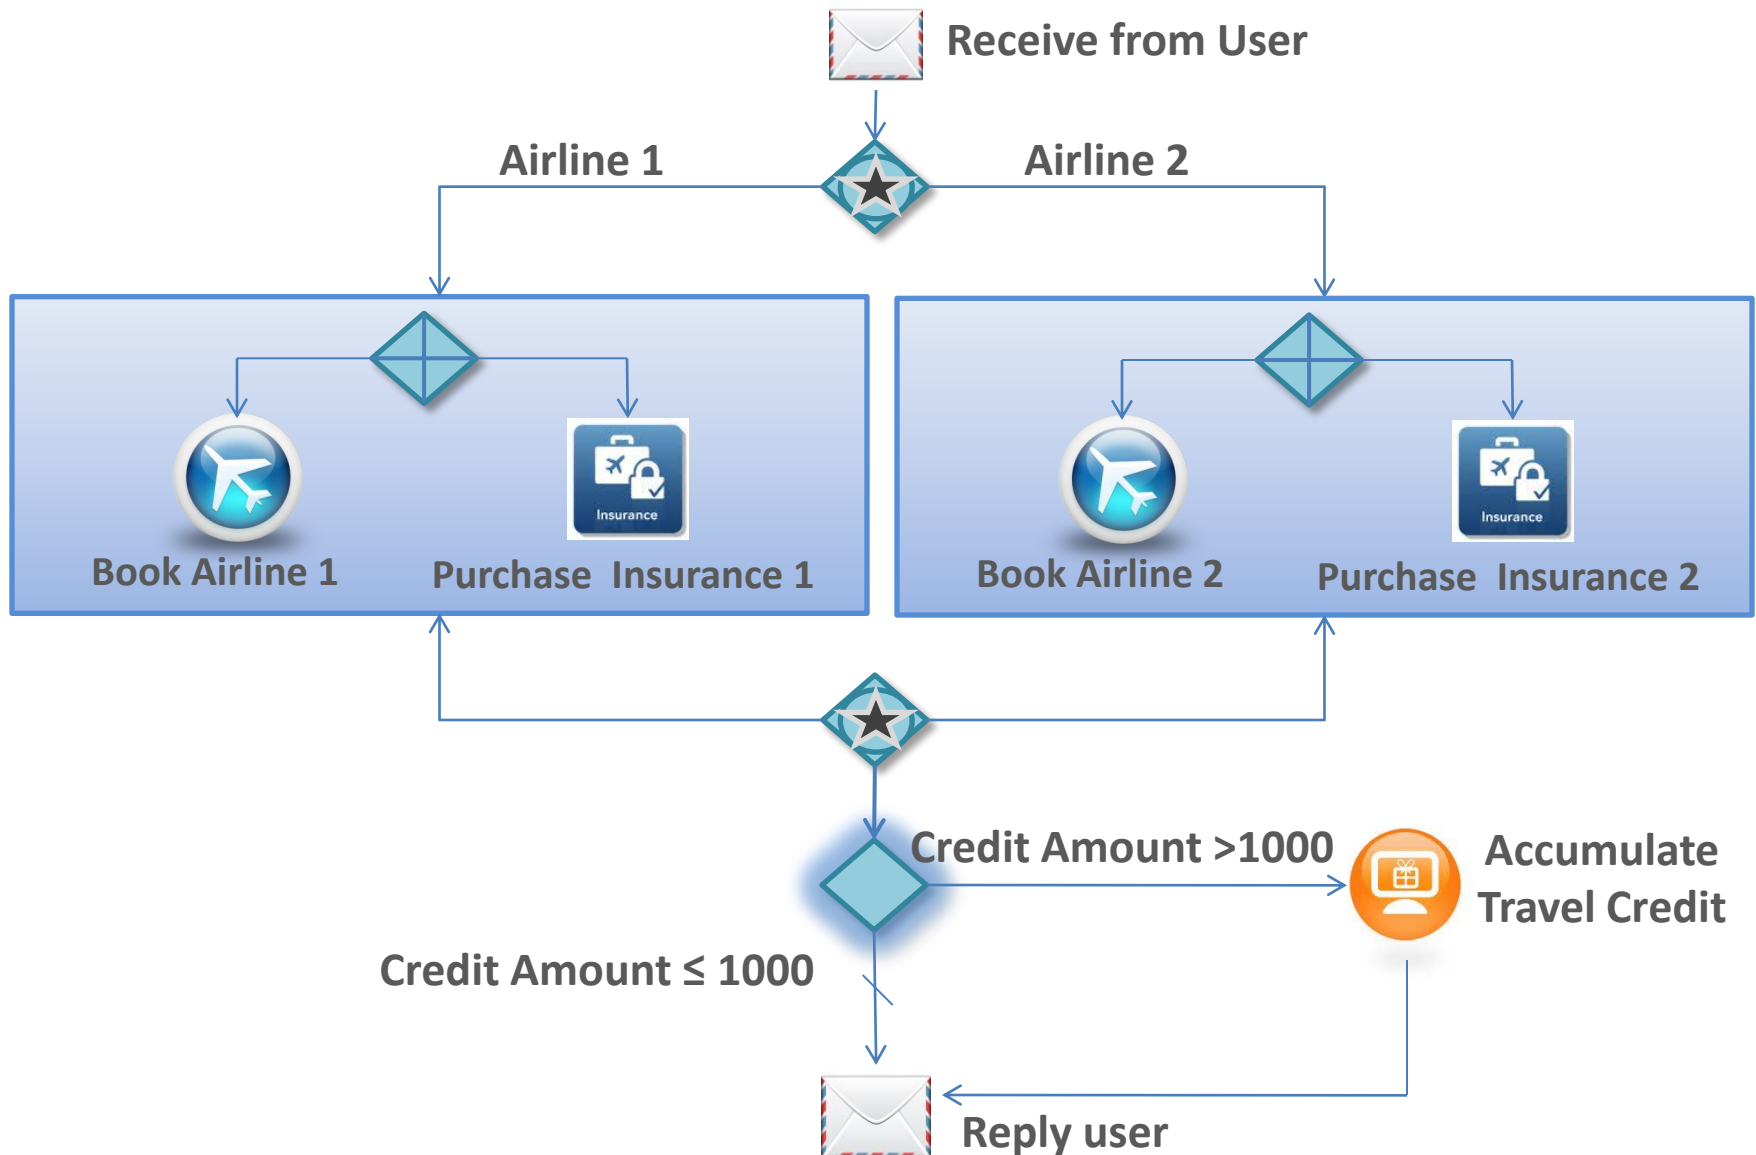 Receive from User
Airline 1
Airline 2
Insurance
Insurance
Book Airline 1
Purchase Insurance 1
Book Airline 2
Purchase Insurance 2
Credit Amount >1000
Accumulate
Travel Credit
Credit Amount ≤ 1000
Reply user